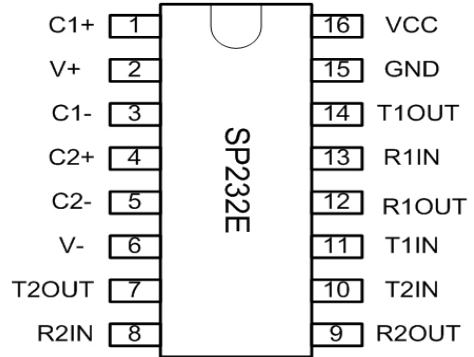 C1+ 1 16 VCC
V+ 2 15 GND
C1- 3 14 T1OUT
C2+ 4 13 R1IN
C2- 5 12 R1OUT
V- 6 11 T1IN
T2OUT 7 10 T2IN
R2IN 8 9 R2OUT
SP232E